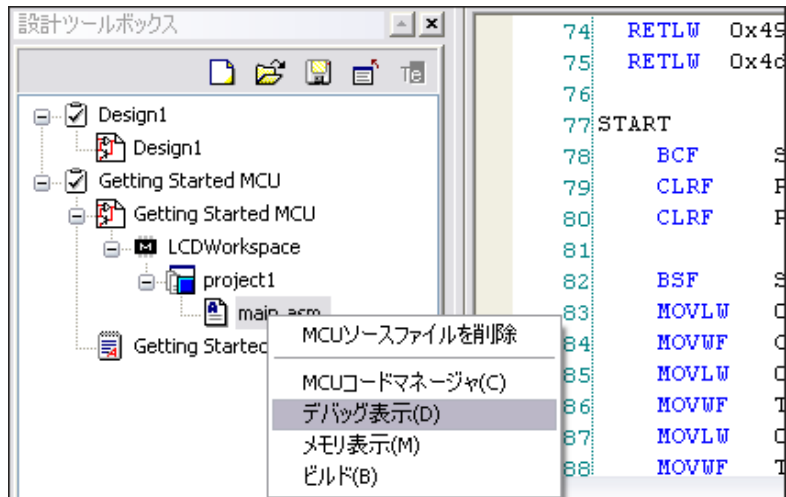 設計ツールボックス
Design1
Design1
Getting Started MCU
Getting Started MCU
LCDWorkspace
project1
main.asm
Getting Started
MCUソースファイルを削除
MCUコードマネージャ(C)
デバッグ表示(D)
メモリ表示(M)
ビルド(B)
74 RETLW 0x49
75 RETLW 0x4d
76
77 START
78 BCF
79 CLRF
80 CLRF
81
82 BSF
83 MOVLW
84 MOVWF
85 MOVLW
86 MOVWF
87 MOVLW
88 MOVWF